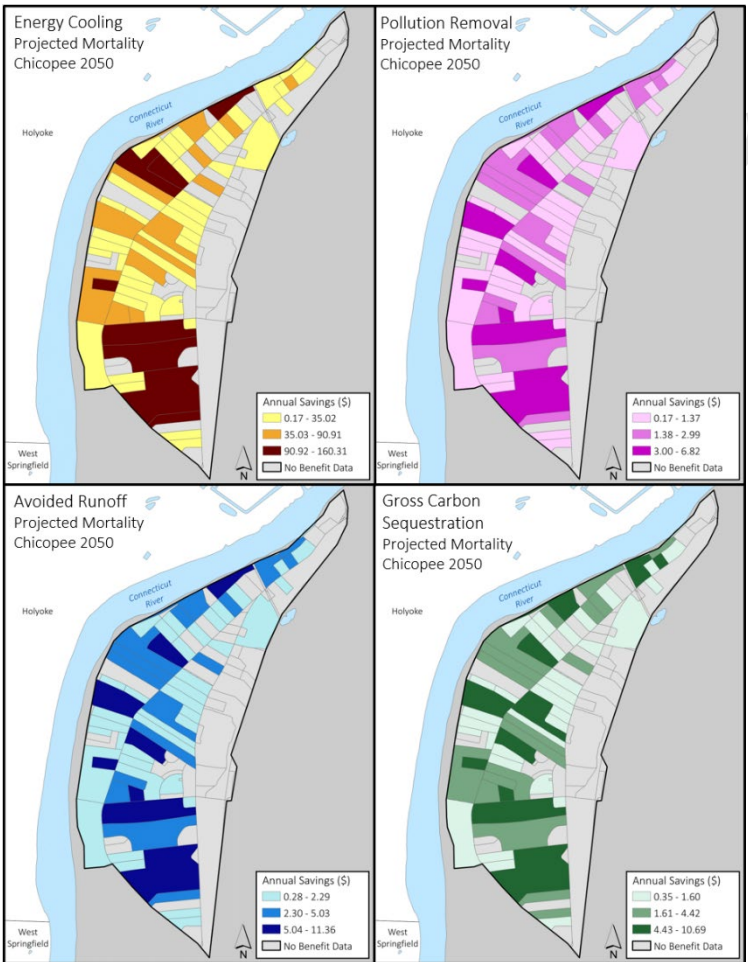 Energy Cooling
Projected Mortality
Chicopee 2050
Connecticut
River
Holyoke
Annual Savings ($)
0.17 - 35.02
35.03 - 90.91
90.92 - 160.31
No Benefit Data
West
Springfield
N
Pollution Removal
Projected Mortality
Chicopee 2050
Connecticut
River
Holyoke
Annual Savings ($)
0.17 - 1.37
1.38 - 2.99
3.00 - 6.82
No Benefit Data
West
Springfield
N
Avoided Runoff
Projected Mortality
Chicopee 2050
Connecticut
River
Holyoke
Annual Savings ($)
0.28 - 2.29
2.30 - 5.03
5.04 - 11.36
No Benefit Data
West
Springfield
N
Gross Carbon
Sequestration
Projected Mortality
Chicopee 2050
Connecticut
River
Holyoke
Annual Savings ($)
0.35 - 1.60
1.61 - 4.42
4.43 - 10.69
No Benefit Data
West
Springfield
N